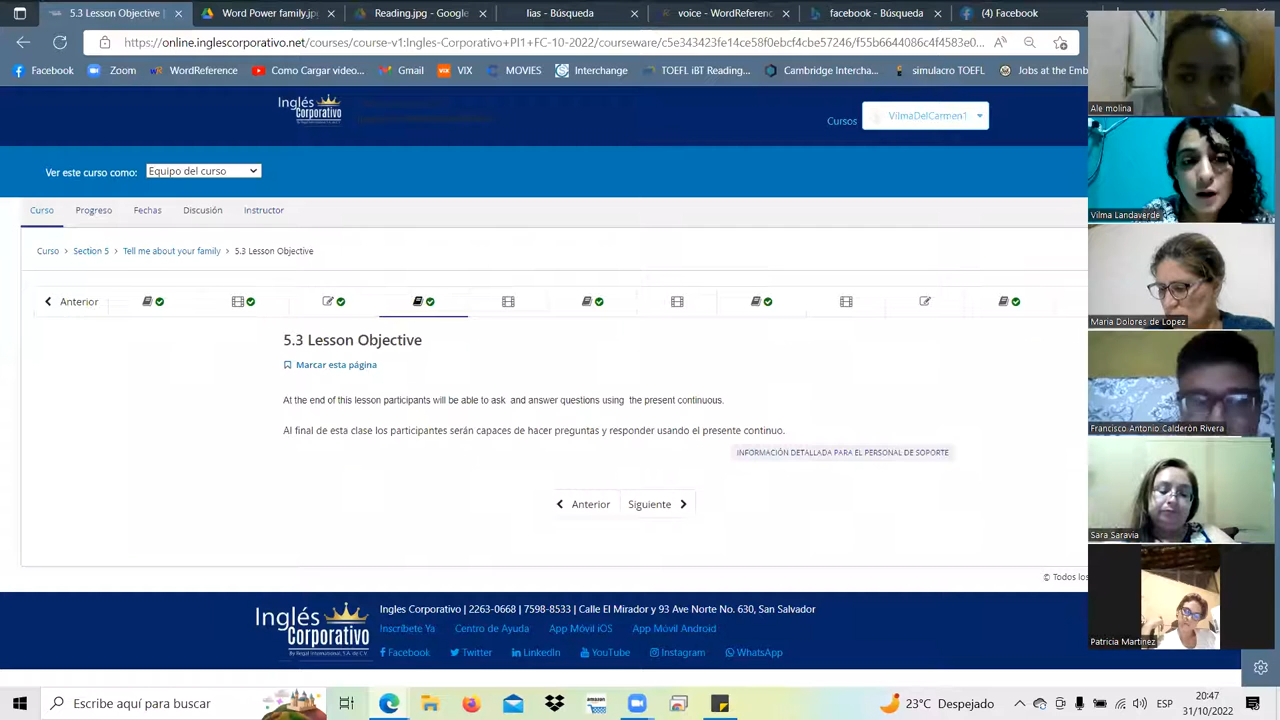 5.3 Lesson Objective | Tell me
Word Family.jpg - Google
Reading.jpg - Google
lias - Búsqueda
voice - WordReference
facebook - Búsqueda
(4) Facebook
https://online.inglescorporativo.net/courses/course-v1:Ingles-Corporativo+PI1+FC-10-2022/courseware/c5e343423fe14ce58f0ebcf4cbe57246/f55b6644086c4f4583e0...
Facebook
Zoom
WordReference
Como Cargar vídeo...
Gmail
VIX
MOVIES
Interchange
TOEFL iBT Reading...
Cambridge Intercha...
simulacro TOEFL
Jobs at the Emb
Inglés
Corporativo
Cursos
VilmaDelCarmen1
Ver este curso como:
Equipo del curso
Curso
Progreso
Fechas
Discusión
Instructor
Curso > Section 5 > Tell me about your family > 5.3 Lesson Objective
Anterior
5.3 Lesson Objective
Marcar esta página
At the end of this lesson participants will be able to ask and answer questions using the present continuous.
Al final de esta clase los participantes serán capaces de hacer preguntas y responder usando el presente continuo.
INFORMACIÓN DETALLADA PARA EL PERSONAL DE SOPORTE
Anterior
Siguiente
© Todos los
Inglés
Corporativo
By Regal International, S.A. de C.V.
Ingles Corporativo | 2263-0668 | 7598-8533 | Calle El Mirador y 93 Ave Norte No. 630, San Salvador
Inscríbete Ya
Centro de Ayuda
App Móvil iOS
App Móvil Android
Facebook
Twitter
LinkedIn
YouTube
Instagram
WhatsApp
Escribe aquí para buscar
amazon
23°C Despejado
ESP
20:47
31/10/2022
Ale molina
Vilma Landaverde
Maria Dolores de Lopez
Francisco Antonio Calderón Rivera
Sara Saravia
Patricia Martinez